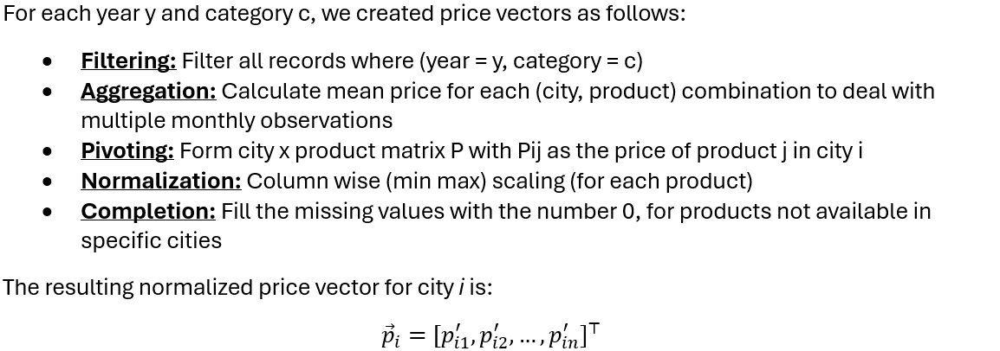 For each year y and category c, we created price vectors as follows:
• Filtering: Filter all records where (year = y, category = c)
• Aggregation: Calculate mean price for each (city, product) combination to deal with
multiple monthly observations
• Pivoting: Form city x product matrix P with Pij as the price of product j in city i
• Normalization: Column wise (min max) scaling (for each product)
• Completion: Fill the missing values with the number 0, for products not available in
specific cities
The resulting normalized price vector for city i is:
p⃗ᵢ = [p′ᵢ₁, p′ᵢ₂, … , p′ᵢₙ]ᵀ